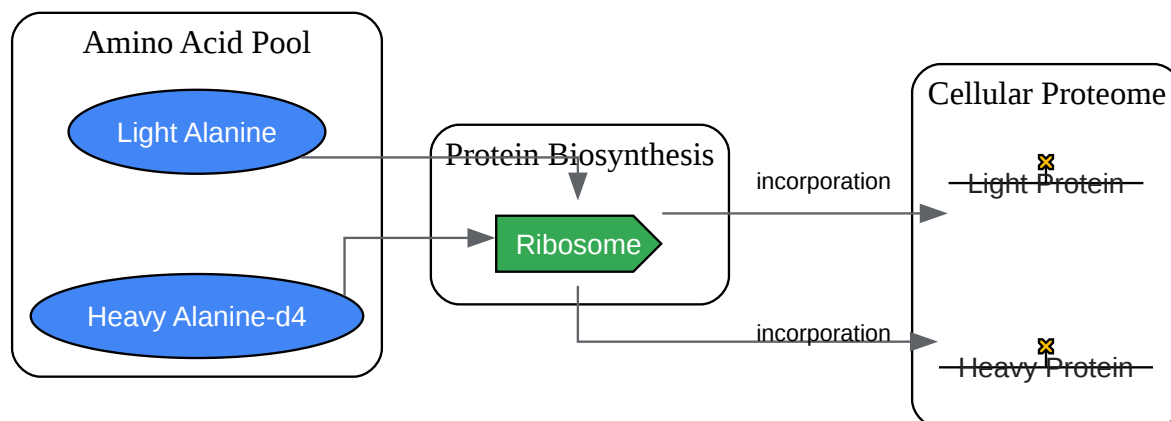 Amino Acid Pool
Light Alanine
Heavy Alanine-d4
Protein Biosynthesis
Ribosome
incorporation
incorporation
Cellular Proteome
Light Protein
Heavy Protein